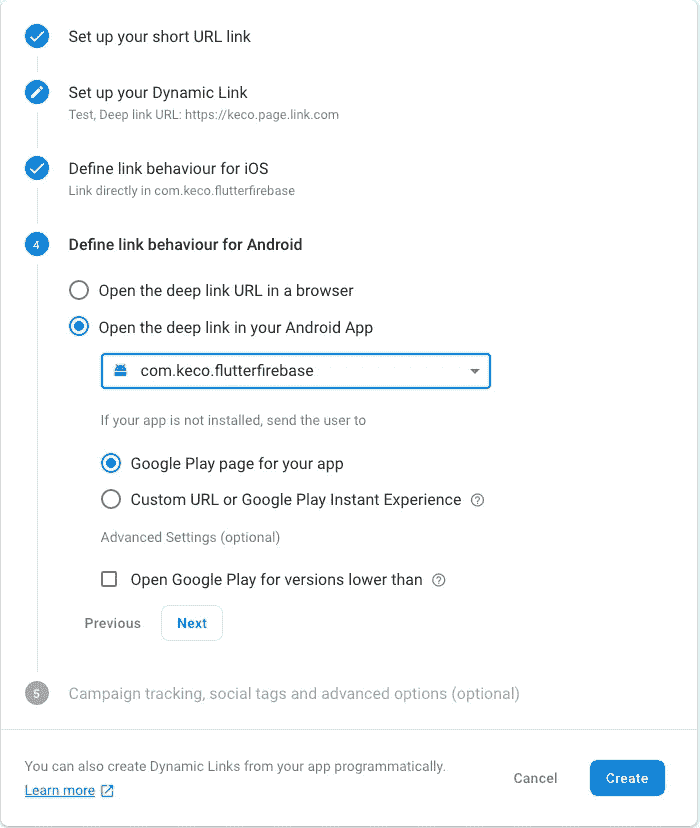 Set up your short URL link
Set up your Dynamic Link
Test, Deep link URL: https://keco.page.link.com
Define link behaviour for iOS
Link directly in com.keco.flutterfirebase
4 Define link behaviour for Android
Open the deep link URL in a browser
Open the deep link in your Android App
com.keco.flutterfirebase
If your app is not installed, send the user to
Google Play page for your app
Custom URL or Google Play Instant Experience ?
Advanced Settings (optional)
Open Google Play for versions lower than ?
Previous Next
5 Campaign tracking, social tags and advanced options (optional)
You can also create Dynamic Links from your app programmatically.
Learn more
Cancel Create